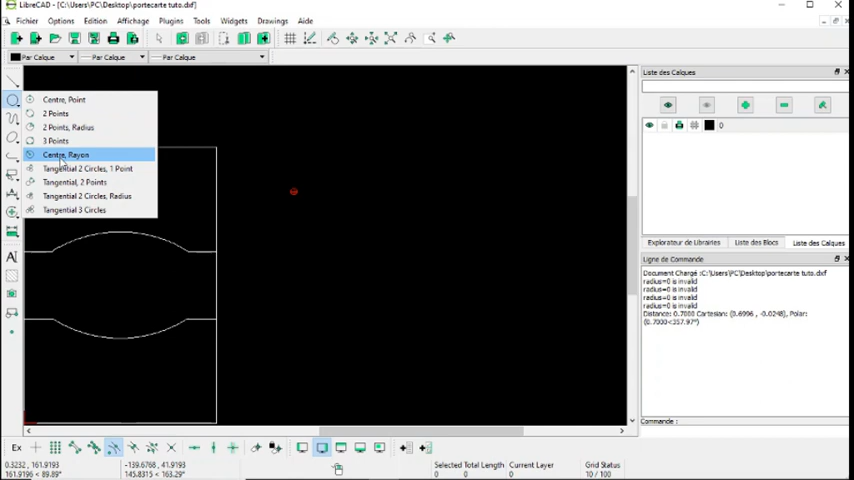 LibreCAD - [C:\Users\PC\Desktop\portecarte tuto.dxf]
Fichier Options Edition Affichage Plugins Tools Widgets Drawings Aide
Par Calque Par Calque Par Calque
Centre, Point
2 Points
2 Points, Radius
3 Points
Centre, Rayon
Tangential 2 Circles, 1 Point
Tangential, 2 Points
Tangential 2 Circles, Radius
Tangential 3 Circles
Liste des Calques
0
Explorateur de Librairies Liste des Blocs Liste des Calques
Ligne de Commande
Document Chargé :C:/Users/PC/Desktop/portecarte tuto.dxf
radius=0 is invalid
radius=0 is invalid
radius=0 is invalid
radius=0 is invalid
Distance: 0.7000 Cartesian: (0.6996 , -0.0248), Polar:
(0.7000<357.97°)
Commande :
Ex
0.3232 , 161.9193 -139.6768 , 41.9193 Selected Total Length Current Layer Grid Status
161.9196 < 89.89° 145.8315 < 163.29° 0 0 0 10 / 100